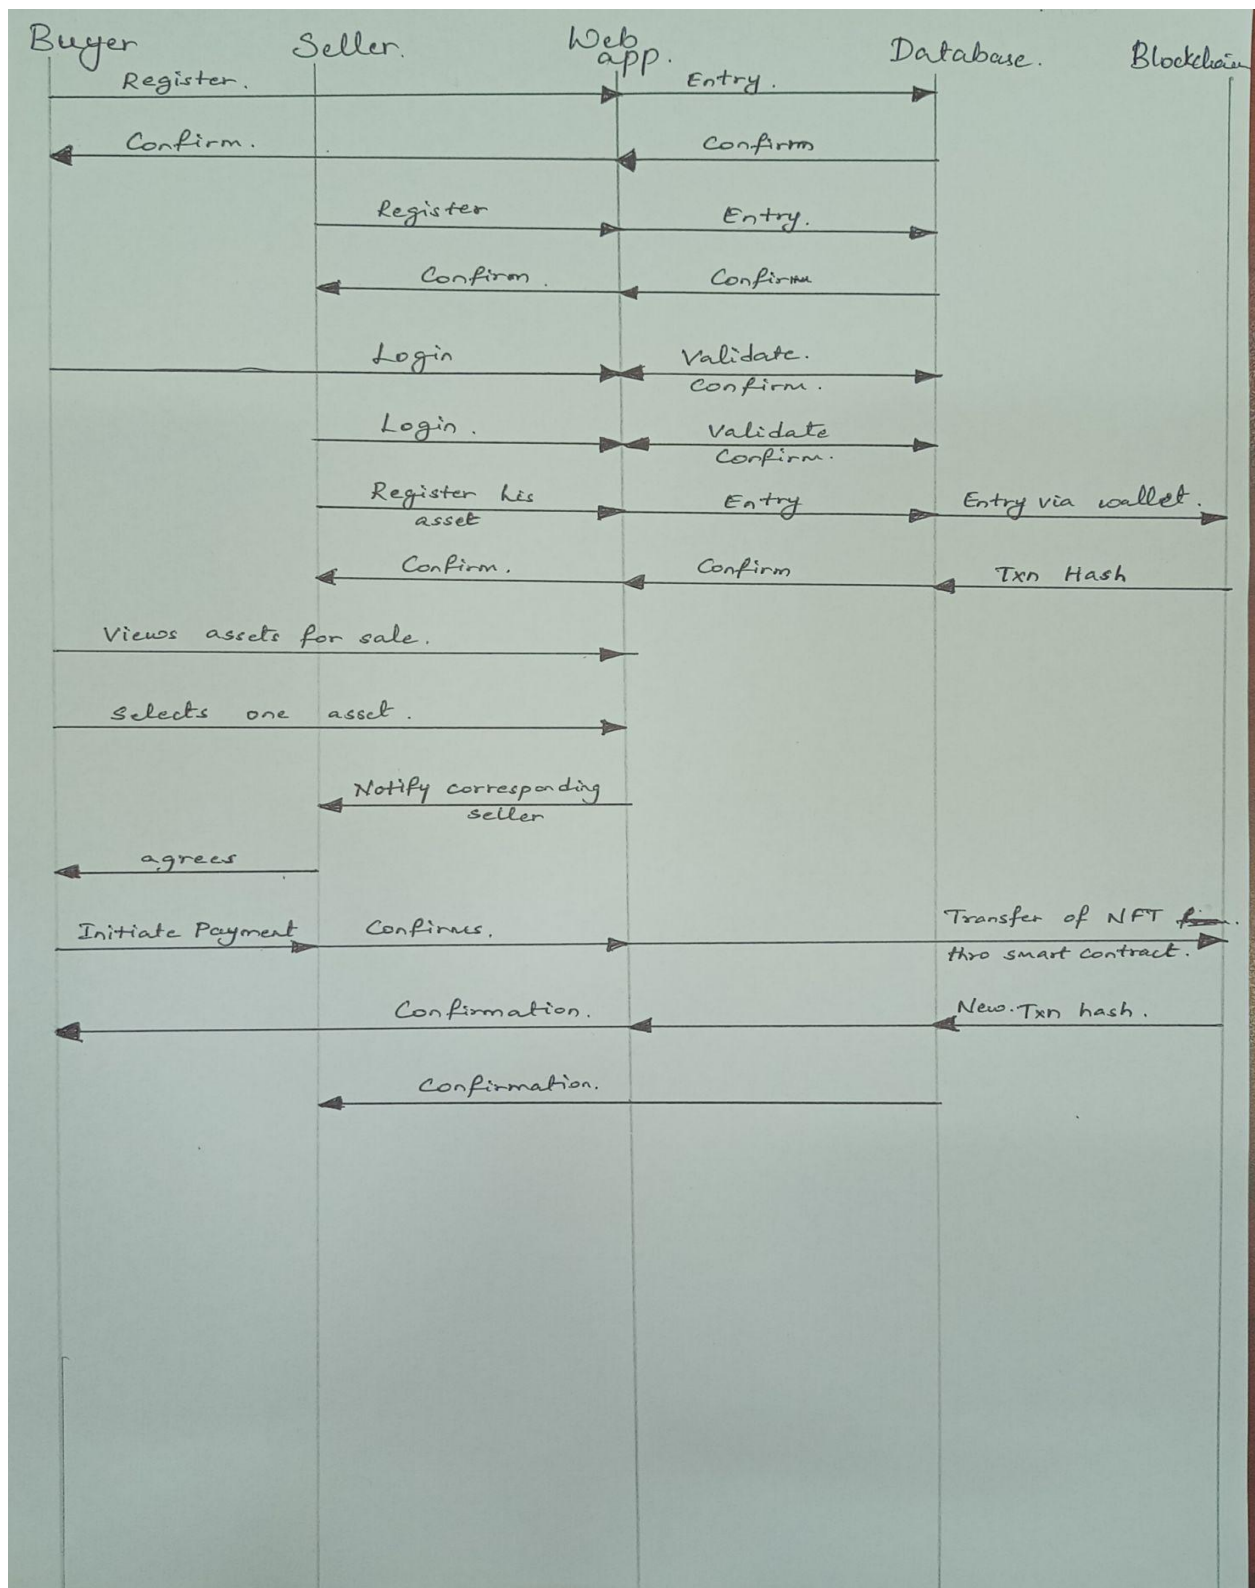 Buyer
Seller.
Web
app.
Database.
Blockchain
Register.
Entry.
Confirm.
Confirm
Register
Entry.
Confirm.
Confirm
Login
Validate.
Confirm.
Login.
Validate
Confirm.
Register his
asset
Entry
Entry via wallet.
Confirm.
Confirm
Txn Hash
Views assets for sale.
Selects one asset.
Notify corresponding
seller
agrees
Initiate Payment
Confirms.
Transfer of NFT
thro smart contract.
Confirmation.
New. Txn hash.
Confirmation.